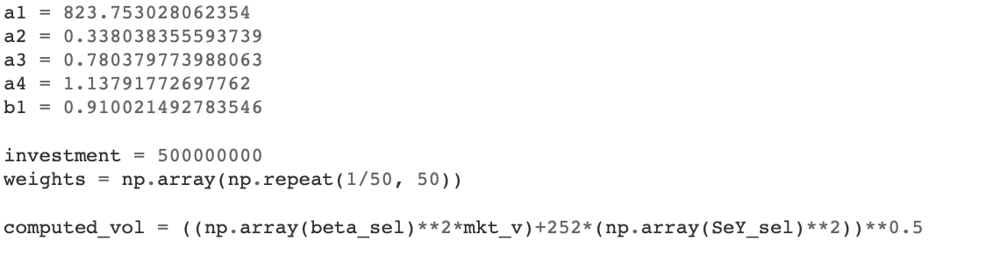 a1 = 823.753028062354
a2 = 0.338038355593739
a3 = 0.780379773988063
a4 = 1.13791772697762
b1 = 0.910021492783546
investment = 500000000
weights = np.array(np.repeat(1/50, 50))
computed_vol = ((np.array(beta_sel)**2*mkt_v)+252*(np.array(SeY_sel)**2))**0.5